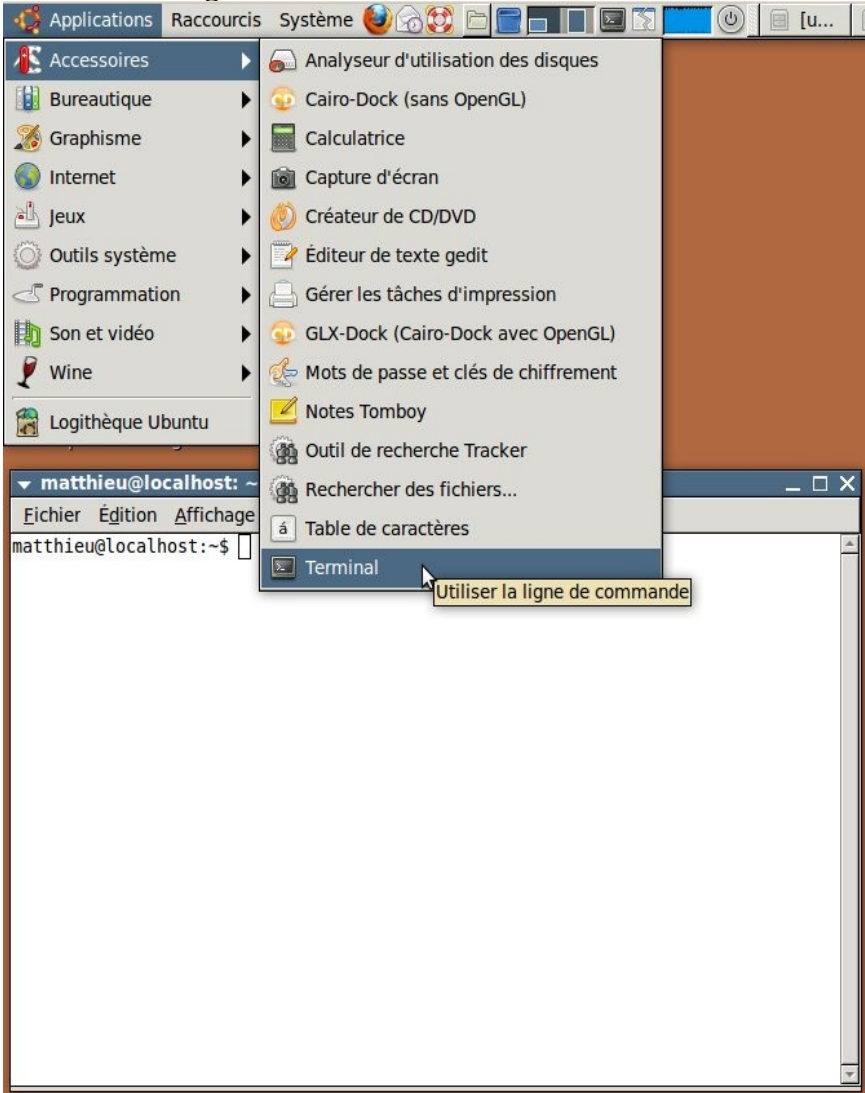 Applications Raccourcis Système [u...
Accessoires
Bureautique
Graphisme
Internet
Jeux
Outils système
Programmation
Son et vidéo
Wine
Logithèque Ubuntu
Analyseur d'utilisation des disques
Cairo-Dock (sans OpenGL)
Calculatrice
Capture d'écran
Créateur de CD/DVD
Éditeur de texte gedit
Gérer les tâches d'impression
GLX-Dock (Cairo-Dock avec OpenGL)
Mots de passe et clés de chiffrement
Notes Tomboy
Outil de recherche Tracker
Rechercher des fichiers...
á Table de caractères
Terminal
Utiliser la ligne de commande
matthieu@localhost: ~
Fichier Édition Affichage
matthieu@localhost:~$